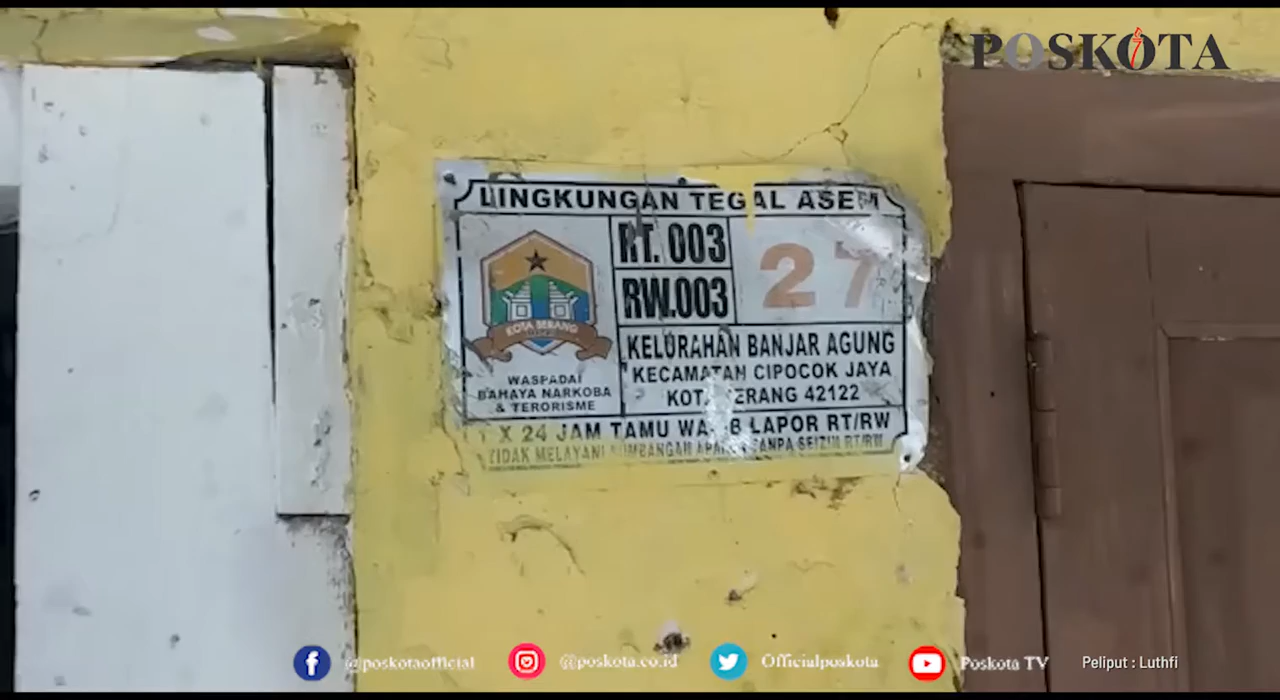 POSKOTA
LINGKUNGAN TEGAL ASEM
RT. 003
RW.003
27
KOTA SERANG
KELURAHAN BANJAR AGUNG
KECAMATAN CIPOCOK JAYA
KOTA SERANG 42122
WASPADAI
BAHAYA NARKOBA
& TERORISME
1 X 24 JAM TAMU WAJIB LAPOR RT/RW
TIDAK MELAYANI SUMBANGAN APAPUN TANPA SEIZIN RT/RW
@poskotaofficial
@poskota.co.id
Officialposkota
Poskota TV
Peliput : Luthfi